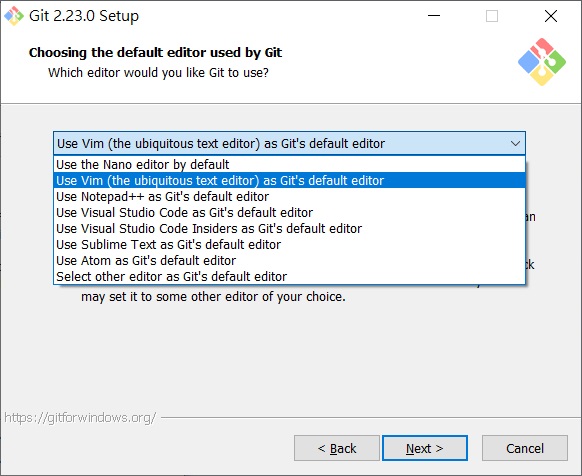 Git 2.23.0 Setup
Choosing the default editor used by Git
Which editor would you like Git to use?
Use Vim (the ubiquitous text editor) as Git's default editor
Use the Nano editor by default
Use Vim (the ubiquitous text editor) as Git's default editor
Use Notepad++ as Git's default editor
Use Visual Studio Code as Git's default editor
Use Visual Studio Code Insiders as Git's default editor
Use Sublime Text as Git's default editor
Use Atom as Git's default editor
Select other editor as Git's default editor
may set it to some other editor of your choice.
https://gitforwindows.org/
< Back
Next >
Cancel